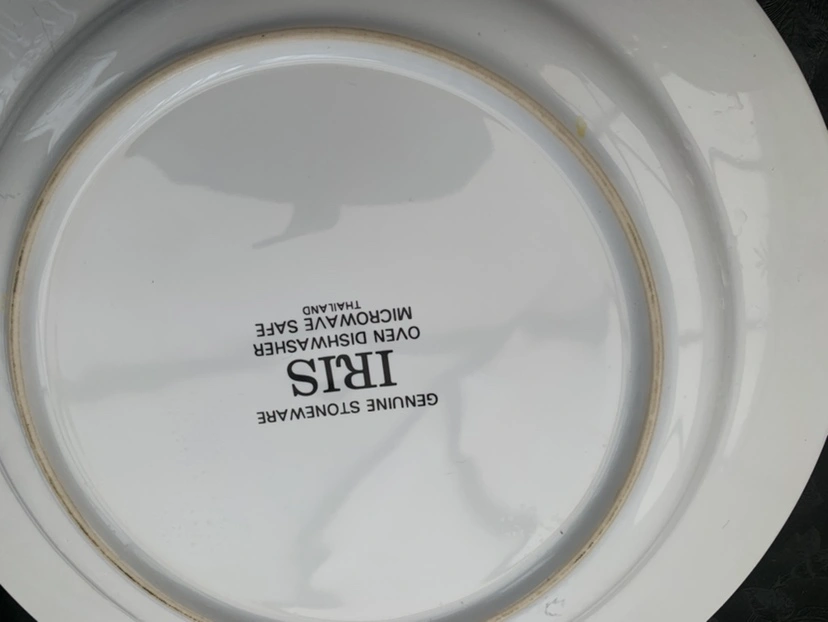 GENUINE STONEWARE
IRIS
OVEN DISHWASHER
MICROWAVE SAFE
THAILAND